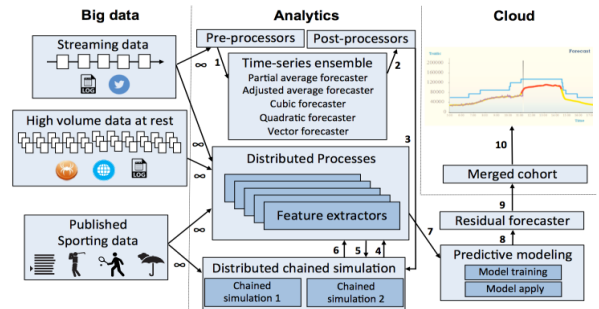 Big data
Analytics
Cloud
Streaming data
LOG
High volume data at rest
LOG
Published
Sporting data
∞
∞
∞
∞
∞
Pre-processors
Post-processors
1
2
Time-series ensemble
Partial average forecaster
Adjusted average forecaster
Cubic forecaster
Quadratic forecaster
Vector forecaster
3
Distributed Processes
Feature extractors
6
5
4
7
Distributed chained simulation
Chained
simulation 1
Chained
simulation 2
Forecast
10
Merged cohort
9
Residual forecaster
8
Predictive modeling
Model training
Model apply